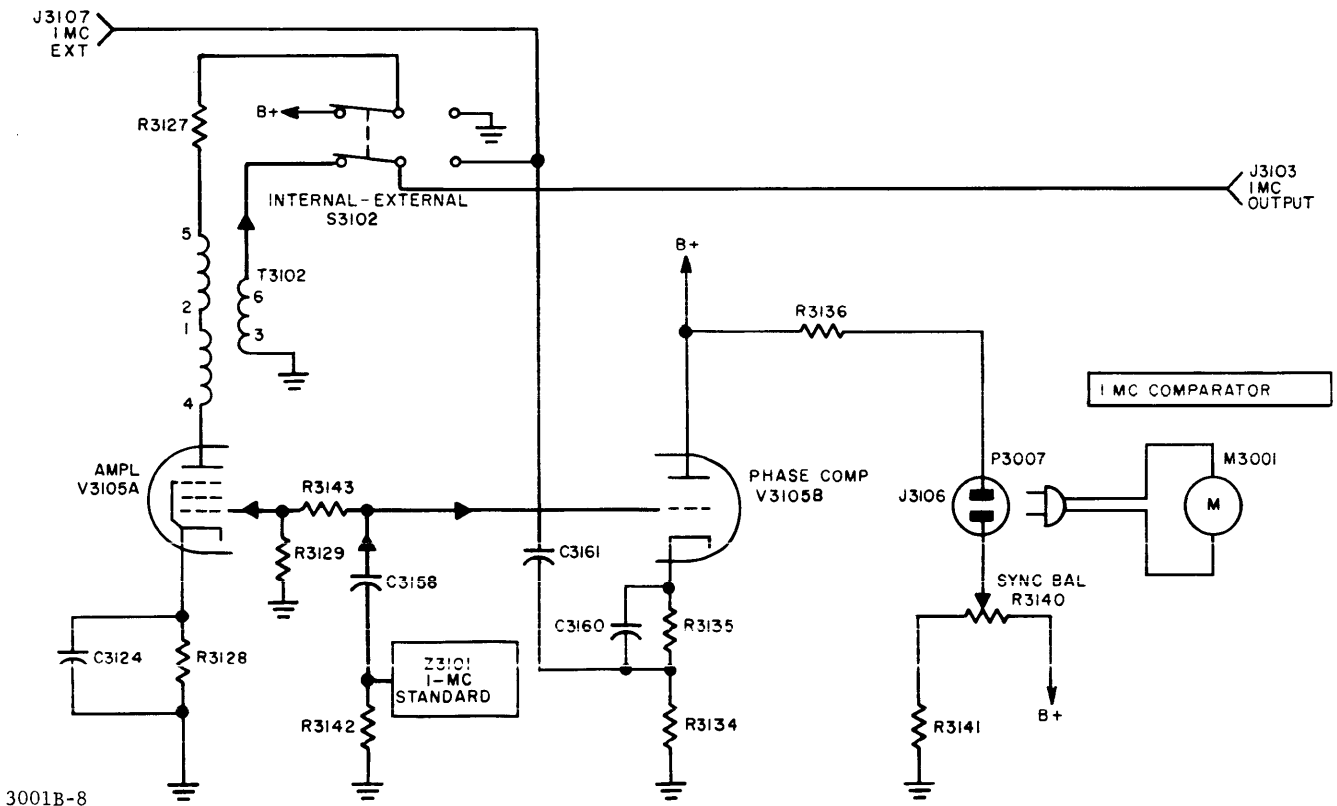 J3107
1 MC
EXT
B+
R3127
INTERNAL-EXTERNAL
S3102
J3103
1MC
OUTPUT
5
T3102
6
2
1
3
4
B+
R3136
1 MC COMPARATOR
AMPL
V3105A
R3143
R3129
C3158
C3161
PHASE COMP
V3105B
P3007
J3106
M3001
M
SYNC BAL
R3140
C3124
R3128
Z3101
1-MC
STANDARD
R3142
C3160
R3135
R3134
R3141
B+
3001B-8